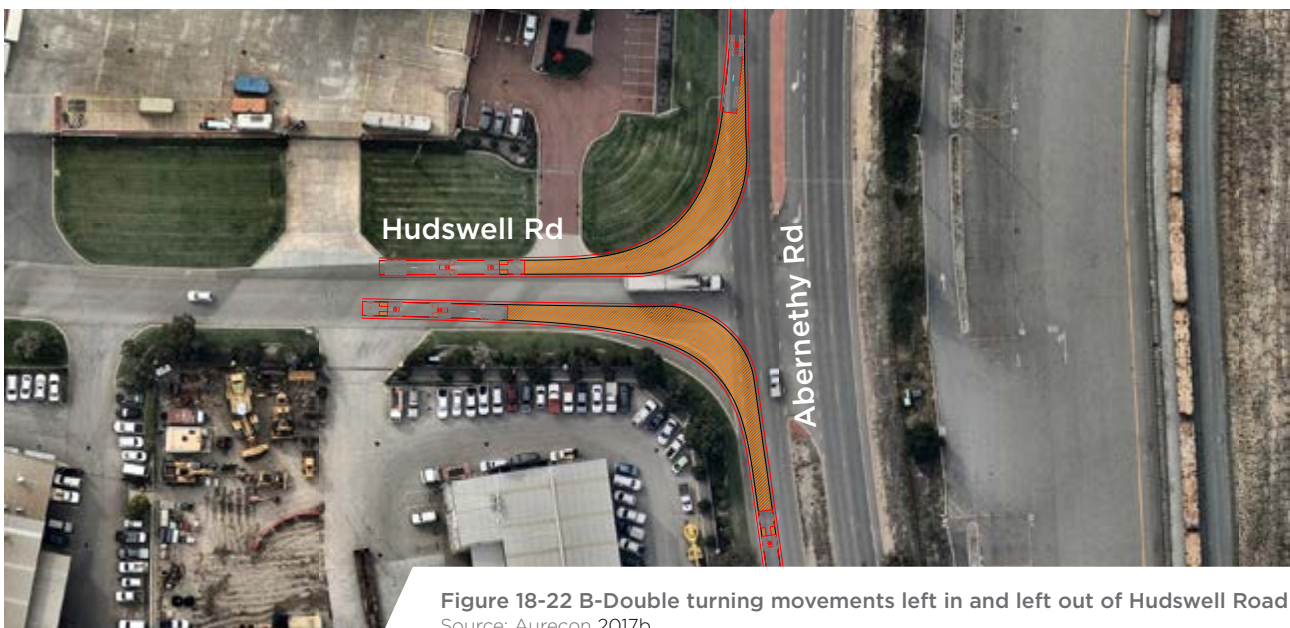 Hudswell Rd
Abernethy Rd
Figure 18-22 B-Double turning movements left in and left out of Hudswell Road
Source: Aurecon 2017b